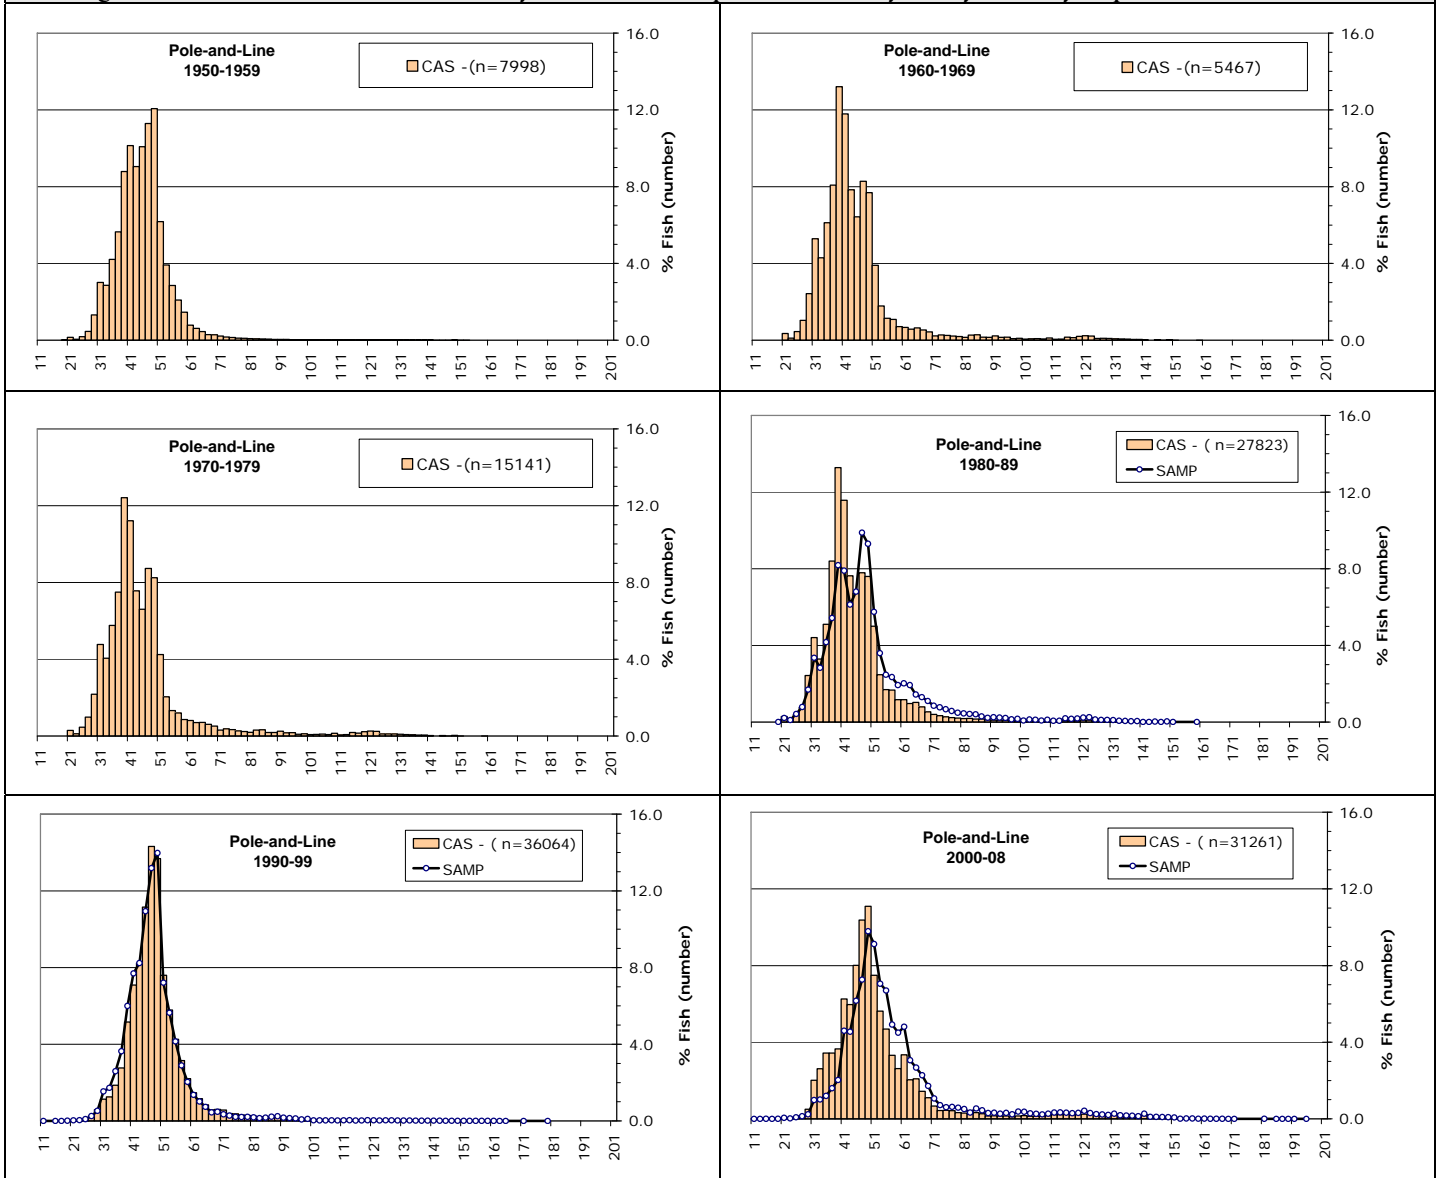 Pole-and-Line
1950-1959
CAS -(n=7998)
16.0
12.0
8.0
4.0
0.0
% Fish (number)
11 21 31 41 51 61 71 81 91 101 111 121 131 141 151 161 171 181 191 201
Pole-and-Line
1960-1969
CAS -(n=5467)
16.0
12.0
8.0
4.0
0.0
% Fish (number)
11 21 31 41 51 61 71 81 91 101 111 121 131 141 151 161 171 181 191 201
Pole-and-Line
1970-1979
CAS -(n=15141)
16.0
12.0
8.0
4.0
0.0
% Fish (number)
11 21 31 41 51 61 71 81 91 101 111 121 131 141 151 161 171 181 191 201
Pole-and-Line
1980-89
CAS - ( n=27823)
SAMP
16.0
12.0
8.0
4.0
0.0
% Fish (number)
11 21 31 41 51 61 71 81 91 101 111 121 131 141 151 161 171 181 191 201
Pole-and-Line
1990-99
CAS - ( n=36064)
SAMP
16.0
12.0
8.0
4.0
0.0
% Fish (number)
11 21 31 41 51 61 71 81 91 101 111 121 131 141 151 161 171 181 191 201
Pole-and-Line
2000-08
CAS - ( n=31261)
SAMP
16.0
12.0
8.0
4.0
0.0
% Fish (number)
11 21 31 41 51 61 71 81 91 101 111 121 131 141 151 161 171 181 191 201